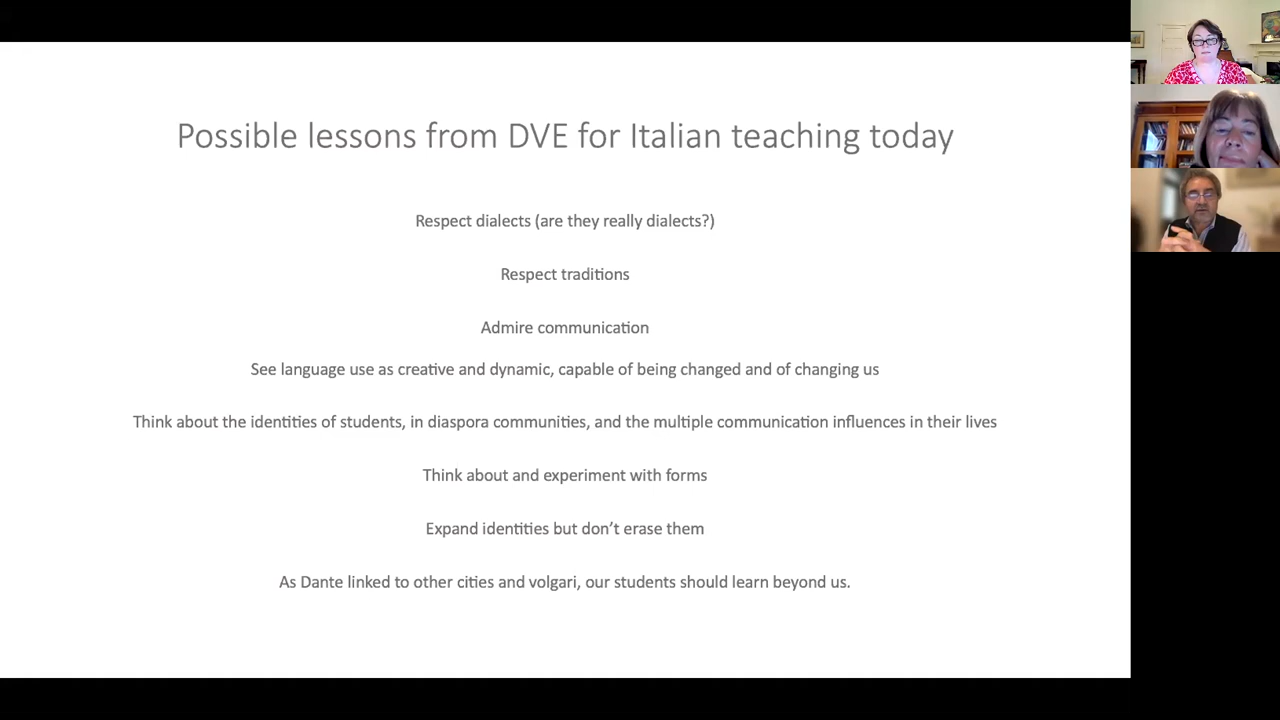 Possible lessons from DVE for Italian teaching today
Respect dialects (are they really dialects?)
Respect traditions
Admire communication
See language use as creative and dynamic, capable of being changed and of changing us
Think about the identities of students, in diaspora communities, and the multiple communication influences in their lives
Think about and experiment with forms
Expand identities but don’t erase them
As Dante linked to other cities and volgari, our students should learn beyond us.